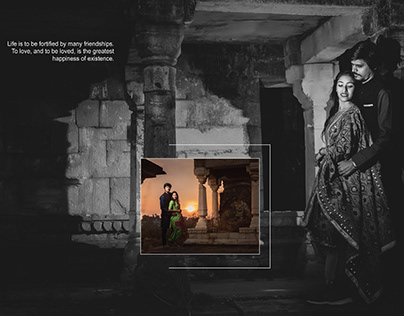 Life is to be fortified by many friendships.
To love, and to be loved, is the greatest
happiness of existence.